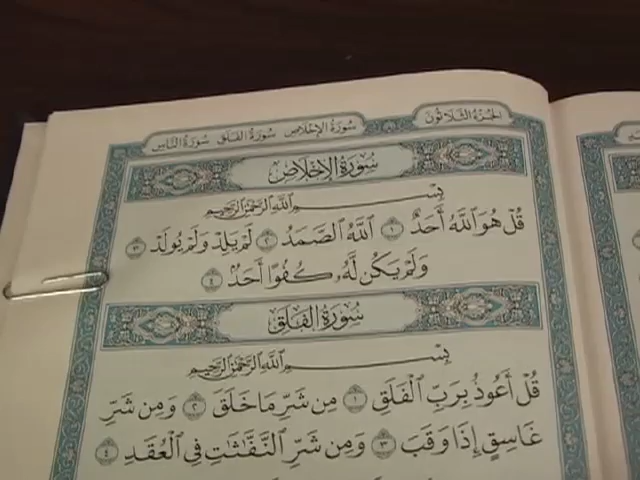 الجزء الثلاثون
سورة الإخلاص سورة الفلق سورة الناس
سُورَةُ الإِخْلَاصِ
بِسْمِ ٱللَّهِ ٱلرَّحْمَٰنِ ٱلرَّحِيمِ
قُلْ هُوَ ٱللَّهُ أَحَدٌ ١ ٱللَّهُ ٱلصَّمَدُ ٢ لَمْ يَلِدْ وَلَمْ يُولَدْ ٣
وَلَمْ يَكُن لَّهُۥ كُفُوًا أَحَدٌۢ ٤
سُورَةُ الفَلَقِ
بِسْمِ ٱللَّهِ ٱلرَّحْمَٰنِ ٱلرَّحِيمِ
قُلْ أَعُوذُ بِرَبِّ ٱلْفَلَقِ ١ مِن شَرِّ مَا خَلَقَ ٢ وَمِن شَرِّ
غَاسِقٍ إِذَا وَقَبَ ٣ وَمِن شَرِّ ٱلنَّفَّٰثَٰتِ فِى ٱلْعُقَدِ ٤